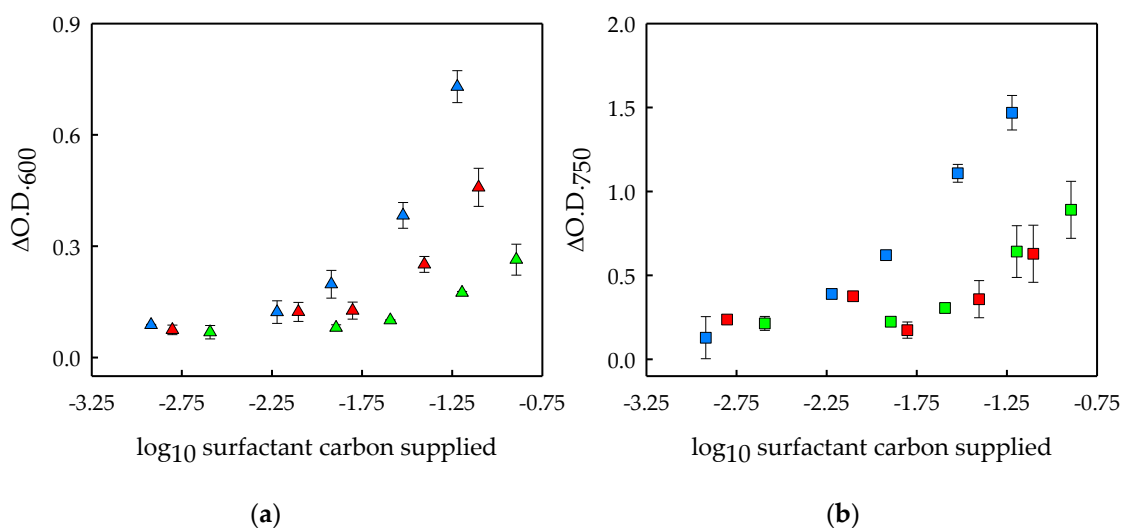 0.9
0.6
0.3
0.0
ΔO.D.600
-3.25 -2.75 -2.25 -1.75 -1.25 -0.75
log10 surfactant carbon supplied
(a)
2.0
1.5
1.0
0.5
0.0
ΔO.D.750
-3.25 -2.75 -2.25 -1.75 -1.25 -0.75
log10 surfactant carbon supplied
(b)